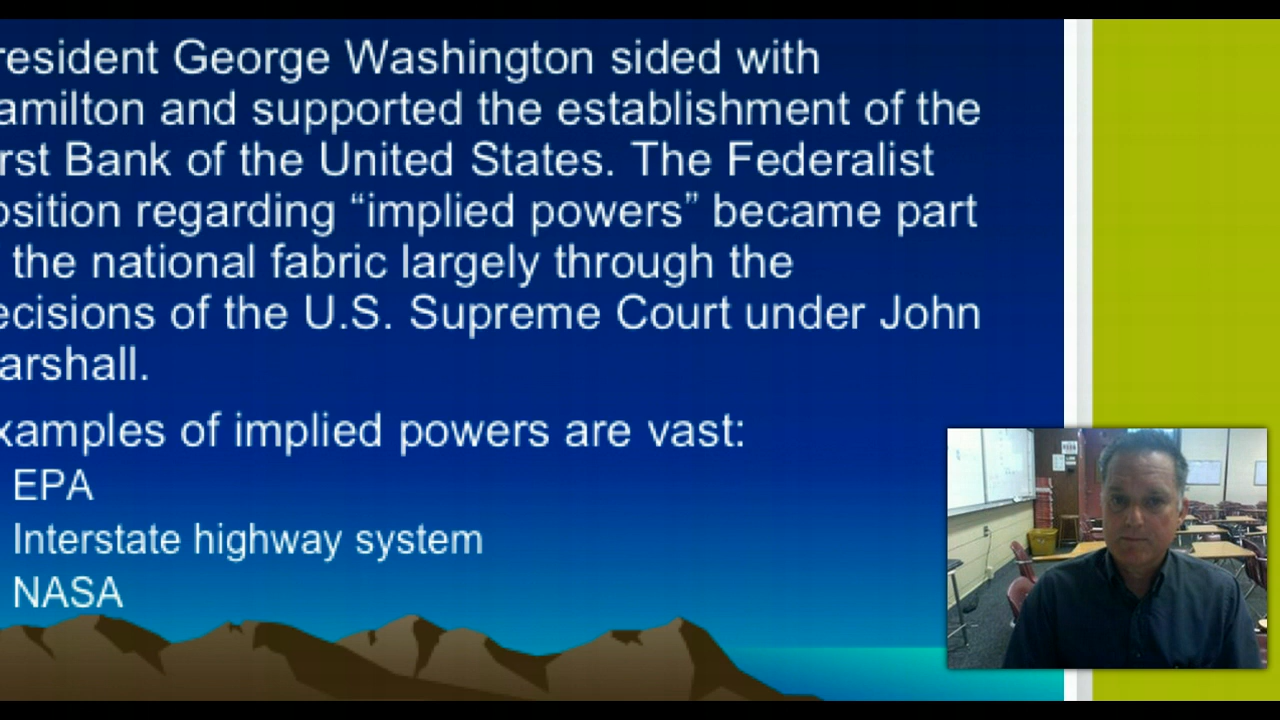 resident George Washington sided with
amilton and supported the establishment of the
rst Bank of the United States. The Federalist
osition regarding “implied powers” became part
the national fabric largely through the
ecisions of the U.S. Supreme Court under John
arshall.
xamples of implied powers are vast:
EPA
Interstate highway system
NASA